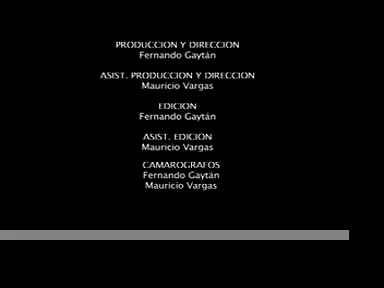 PRODUCCION Y DIRECCION
Fernando Gaytán
ASIST. PRODUCCION Y DIRECCION
Mauricio Vargas
EDICION
Fernando Gaytán
ASIST. EDICION
Mauricio Vargas
CAMAROGRAFOS
Fernando Gaytán
Mauricio Vargas